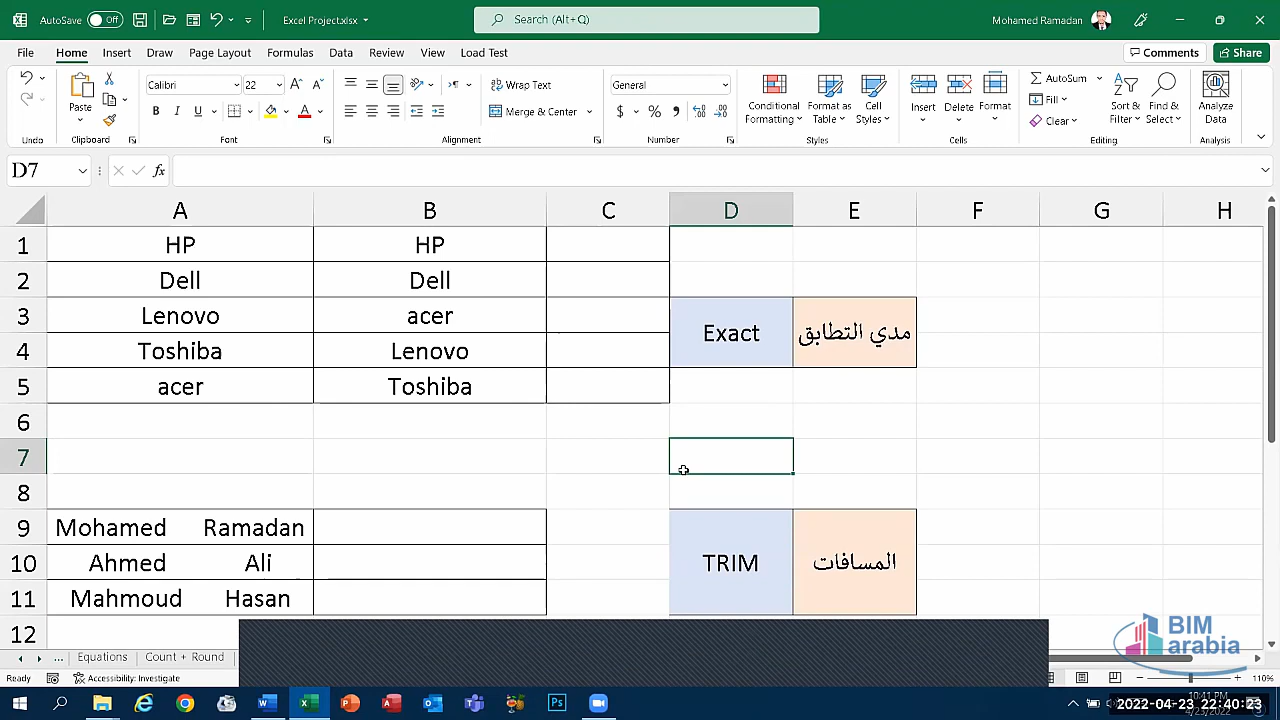 AutoSave Off Excel Project.xlsx Search (Alt+Q) Mohamed Ramadan
File Home Insert Draw Page Layout Formulas Data Review View Load Test Comments Share
Paste Calibri 22 Wrap Text General Conditional Formatting Format as Table Cell Styles Insert Delete Format AutoSum Fill Clear Sort & Filter Find & Select Analyze Data
B I U Merge & Center $ %
Undo Clipboard Font Alignment Number Styles Cells Editing Analysis
D7 fx
A B C D E F G H
1 HP HP
2 Dell Dell
3 Lenovo acer
Exact مدي التطابق
4 Toshiba Lenovo
5 acer Toshiba
6
7
8
9 Mohamed Ramadan
10 Ahmed Ali TRIM المسافات
11 Mahmoud Hasan
12
BIM arabia
... Equations Count + Round
Ready Accessibility: Investigate 110%
2022-04-23 22:40:23